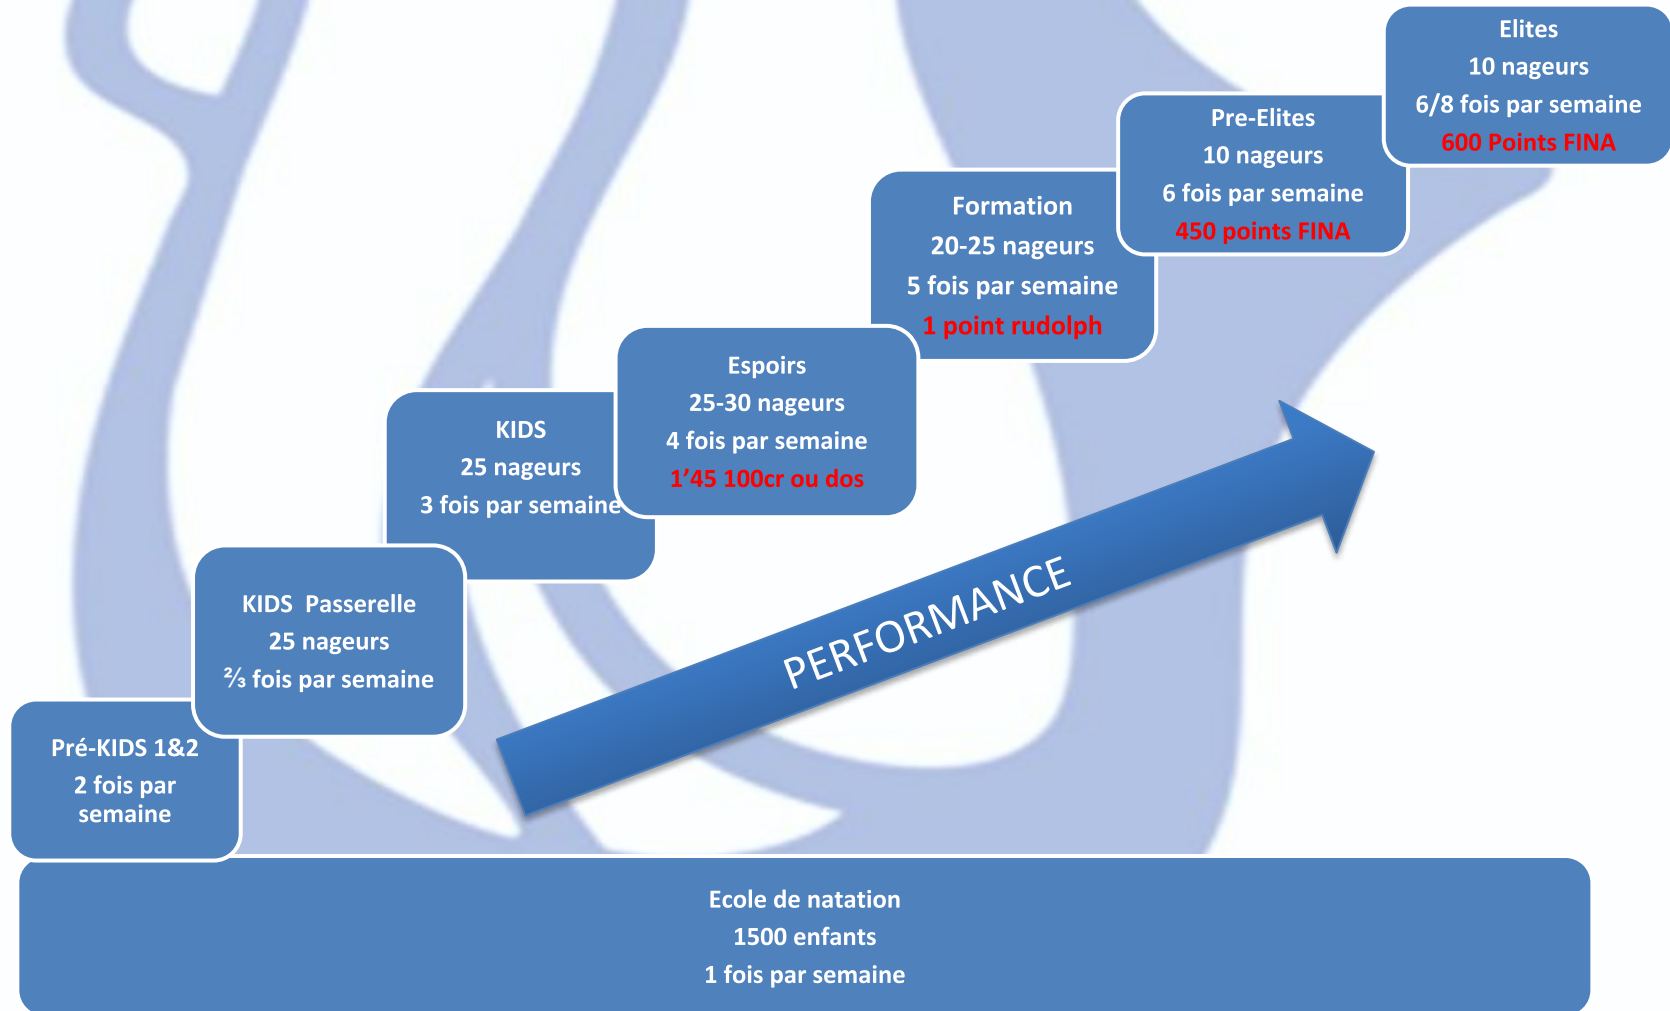 Elites
10 nageurs
6/8 fois par semaine
600 Points FINA
Pre-Elites
10 nageurs
6 fois par semaine
450 points FINA
Formation
20-25 nageurs
5 fois par semaine
1 point rudolph
Espoirs
25-30 nageurs
4 fois par semaine
1’45 100cr ou dos
KIDS
25 nageurs
3 fois par semaine
KIDS  Passerelle
25 nageurs
⅔ fois par semaine
Pré-KIDS 1&2
2 fois par
semaine
PERFORMANCE
Ecole de natation
1500 enfants
1 fois par semaine